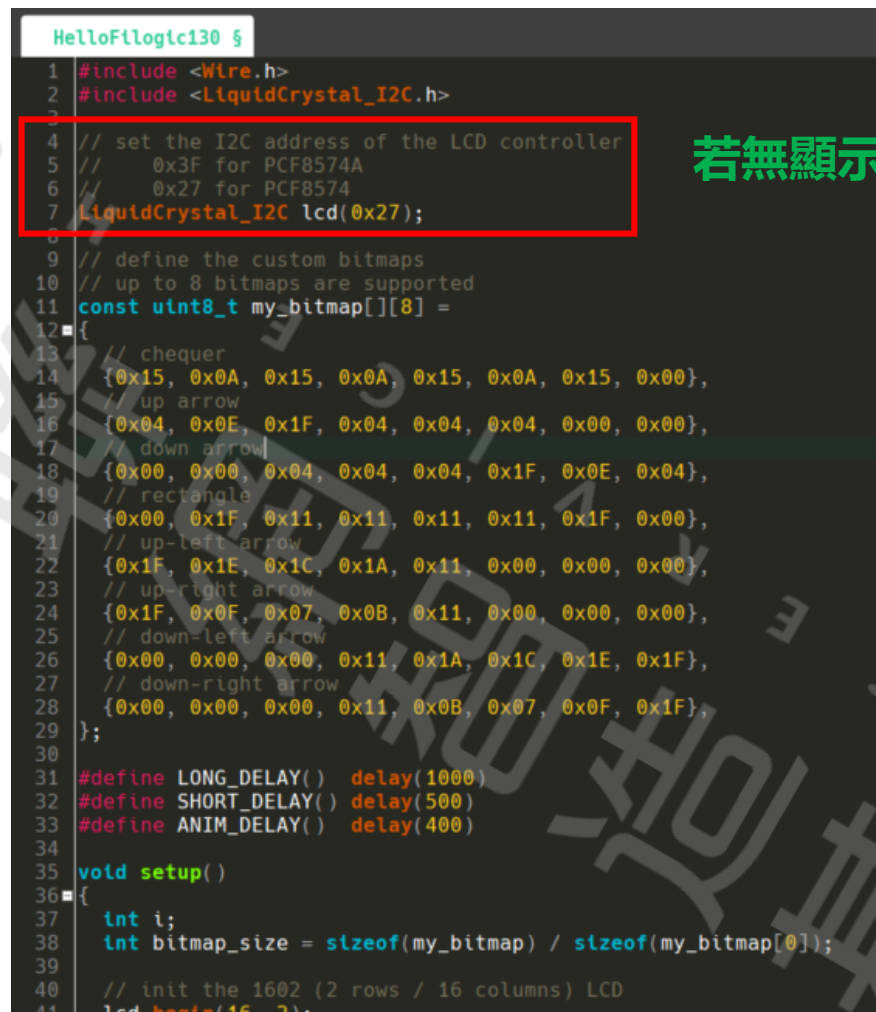 HelloFilogic130 §
1 #include <Wire.h>
2 #include <LiquidCrystal_I2C.h>
3
4 // set the I2C address of the LCD controller
5 //     0x3F for PCF8574A
6 //     0x27 for PCF8574
7 LiquidCrystal_I2C lcd(0x27);
若無顯示
8
9 // define the custom bitmaps
10 // up to 8 bitmaps are supported
11 const uint8_t my_bitmap[][8] =
12 {
13   // chequer
14   {0x15, 0x0A, 0x15, 0x0A, 0x15, 0x0A, 0x15, 0x00},
15   // up arrow
16   {0x04, 0x0E, 0x1F, 0x04, 0x04, 0x04, 0x00, 0x00},
17   // down arrow
18   {0x00, 0x00, 0x04, 0x04, 0x04, 0x1F, 0x0E, 0x04},
19   // rectangle
20   {0x00, 0x1F, 0x11, 0x11, 0x11, 0x11, 0x1F, 0x00},
21   // up-left arrow
22   {0x1F, 0x1E, 0x1C, 0x1A, 0x11, 0x00, 0x00, 0x00},
23   // up-right arrow
24   {0x1F, 0x0F, 0x07, 0x0B, 0x11, 0x00, 0x00, 0x00},
25   // down-left arrow
26   {0x00, 0x00, 0x00, 0x11, 0x1A, 0x1C, 0x1E, 0x1F},
27   // down-right arrow
28   {0x00, 0x00, 0x00, 0x11, 0x0B, 0x07, 0x0F, 0x1F},
29 };
30
31 #define LONG_DELAY()  delay(1000)
32 #define SHORT_DELAY() delay(500)
33 #define ANIM_DELAY()  delay(400)
34
35 void setup()
36 {
37   int i;
38   int bitmap_size = sizeof(my_bitmap) / sizeof(my_bitmap[0]);
39
40   // init the 1602 (2 rows / 16 columns) LCD
41   lcd.begin(16, 2);